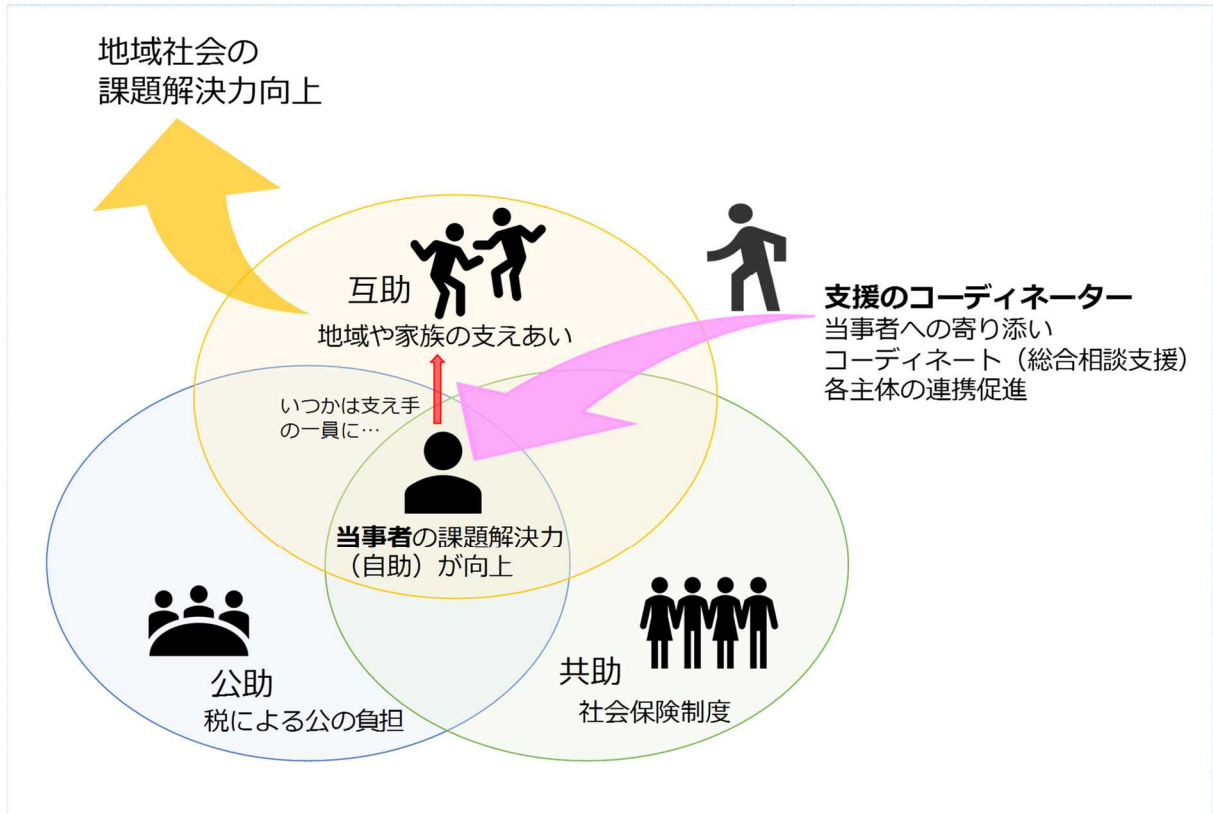 地域社会の
課題解決力向上
互助
地域や家族の支えあい
支援のコーディネーター
当事者への寄り添い
コーディネート（総合相談支援）
各主体の連携促進
いつかは支え手
の一員に…
当事者の課題解決力
（自助）が向上
公助
税による公の負担
共助
社会保険制度